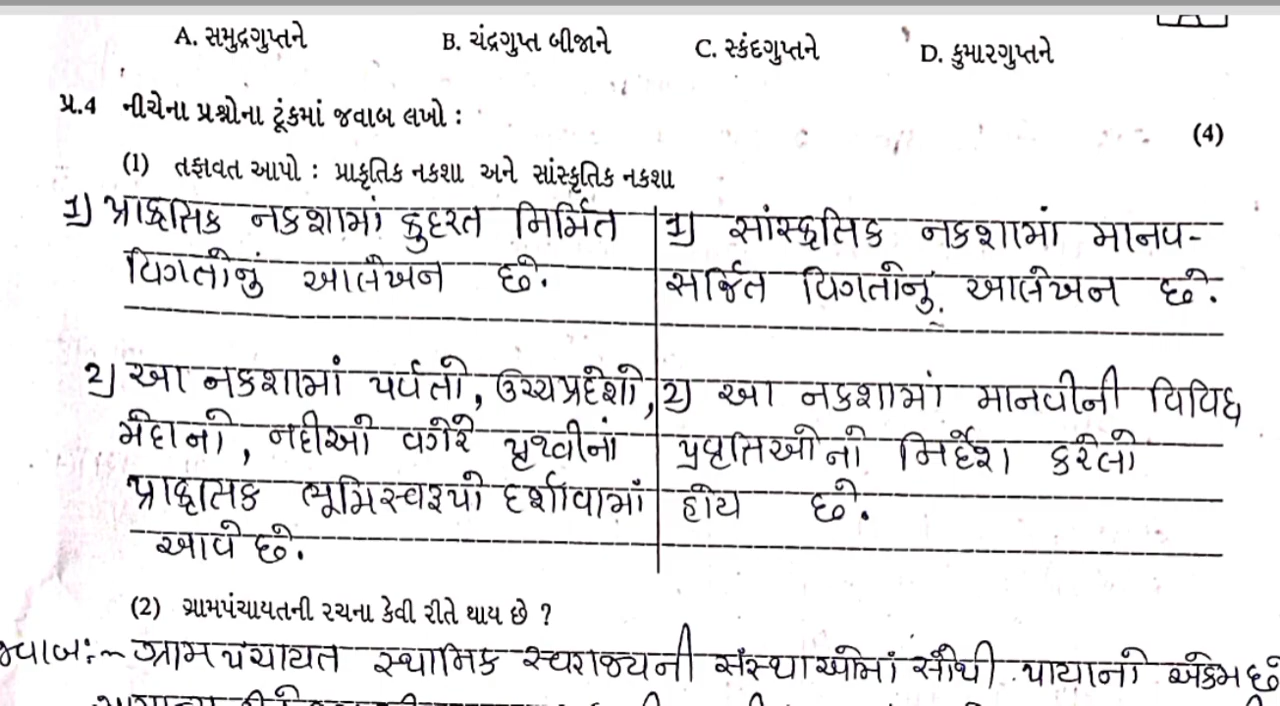 A. સમુદ્રગુપ્તને B. ચંદ્રગુપ્ત બીજાને C. સ્કંદગુપ્તને D. કુમારગુપ્તને
પ્ર.4 નીચેના પ્રશ્નોના ટૂંકમાં જવાબ લખો :
(4)
(1) તફાવત આપો : પ્રાકૃતિક નકશા અને સાંસ્કૃતિક નકશા
1) પ્રાકૃતિક નકશામાં કુદરત નિર્મિત
વિગતોનું આલેખન છે.
2) આ નકશામાં પર્વતો, ઉચ્ચપ્રદેશો,
મેદાનો, નદીઓ વગેરે પૃથ્વીનાં
પ્રાકૃતિક ભૂમિસ્વરૂપો દર્શાવવામાં
આવે છે.
1) સાંસ્કૃતિક નકશામાં માનવ-
સર્જિત વિગતોનું આલેખન છે.
2) આ નકશામાં માનવીની વિવિધ
પ્રવૃત્તિઓનો નિર્દેશ કરેલો
હોય છે.
(2) ગ્રામપંચાયતની રચના કેવી રીતે થાય છે ?
જવાબ:- ગ્રામ પંચાયત સ્થાનિક સ્વરાજ્યની સંસ્થાઓમાં સૌથી પાયાનો એકમ છે